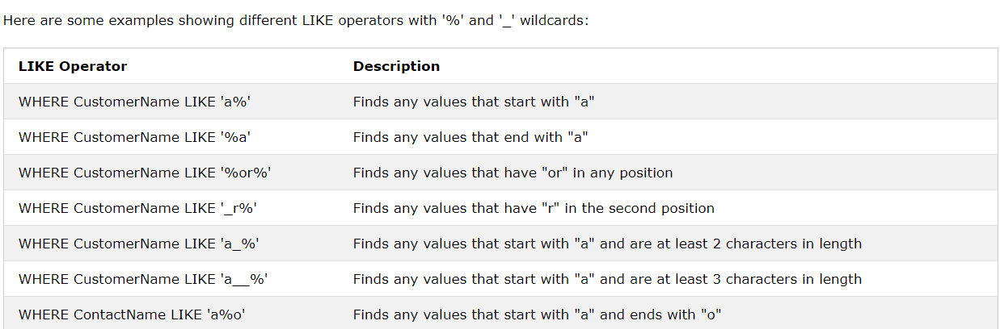 Here are some examples showing different LIKE operators with '%' and '_' wildcards:
LIKE Operator Description
WHERE CustomerName LIKE 'a%' Finds any values that start with "a"
WHERE CustomerName LIKE '%a' Finds any values that end with "a"
WHERE CustomerName LIKE '%or%' Finds any values that have "or" in any position
WHERE CustomerName LIKE '_r%' Finds any values that have "r" in the second position
WHERE CustomerName LIKE 'a_%' Finds any values that start with "a" and are at least 2 characters in length
WHERE CustomerName LIKE 'a__%' Finds any values that start with "a" and are at least 3 characters in length
WHERE ContactName LIKE 'a%o' Finds any values that start with "a" and ends with "o"